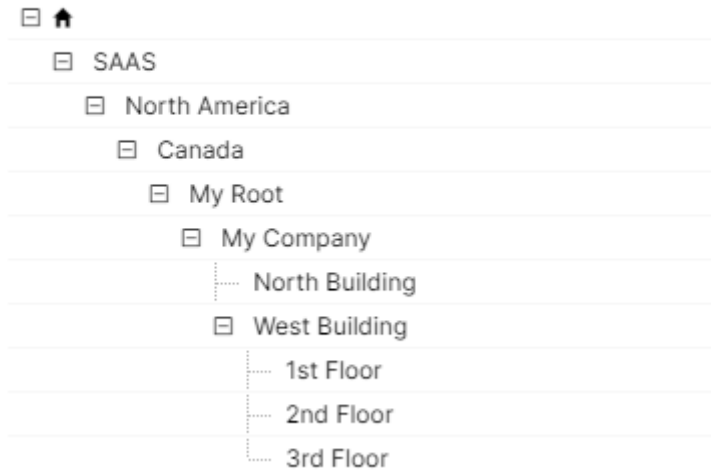 SAAS
North America
Canada
My Root
My Company
North Building
West Building
1st Floor
2nd Floor
3rd Floor